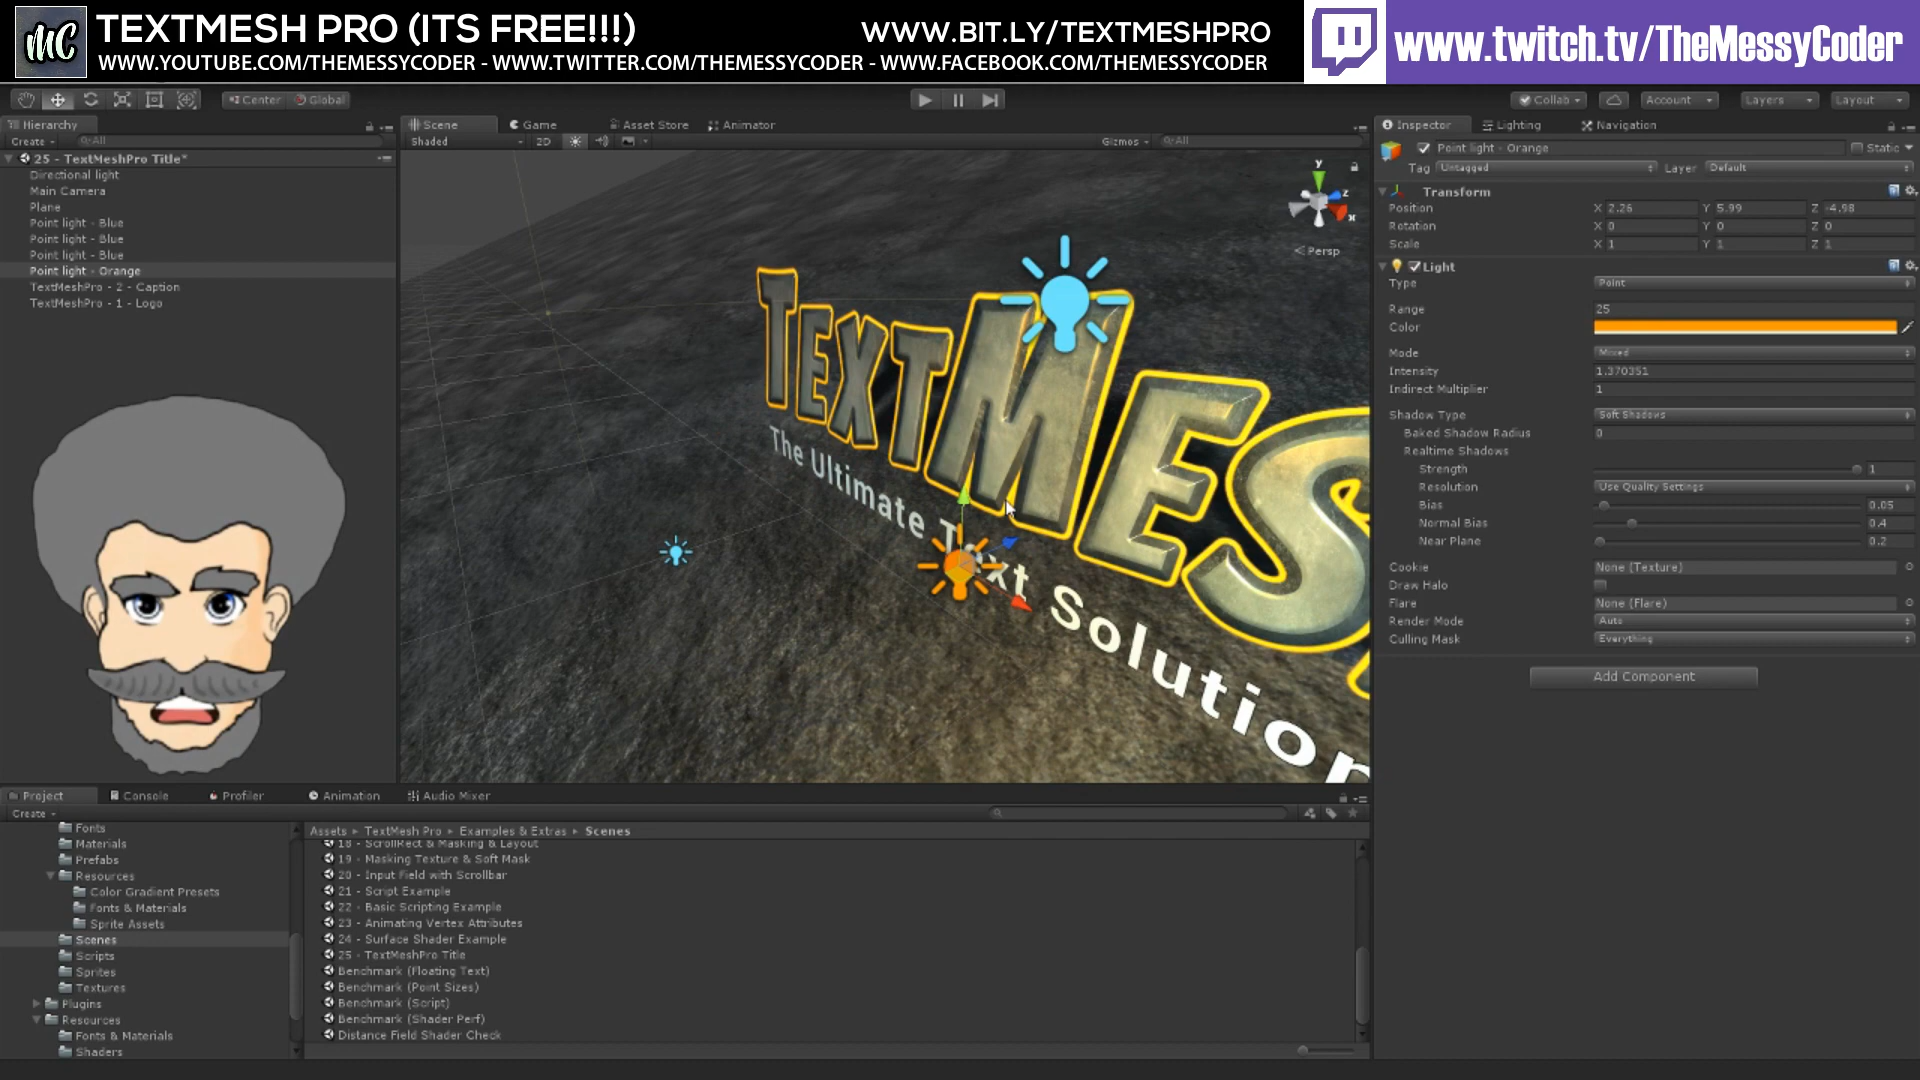 MC
TEXTMESH PRO (ITS FREE!!!)
WWW.YOUTUBE.COM/THEMESSYCODER - WWW.TWITTER.COM/THEMESSYCODER - WWW.FACEBOOK.COM/THEMESSYCODER
WWW.BIT.LY/TEXTMESHPRO
www.twitch.tv/TheMessyCoder
Center
Global
Collab
Account
Layers
Layout
Hierarchy
Create
All
25 - TextMeshPro Title*
Directional light
Main Camera
Plane
Point light - Blue
Point light - Blue
Point light - Blue
Point light - Orange
TextMeshPro - 2 - Caption
TextMeshPro - 1 - Logo
Scene
Game
Asset Store
Animator
Shaded
2D
Gizmos
All
y
z
x
Persp
TEXTMES
The Ultimate Text Solution
Inspector
Lighting
Navigation
Point light - Orange
Static
Tag Untagged
Layer Default
Transform
Position X 2.26 Y 5.99 Z -4.98
Rotation X 0 Y 0 Z 0
Scale X 1 Y 1 Z 1
Light
Type Point
Range 25
Color
Mode Mixed
Intensity 1.370351
Indirect Multiplier 1
Shadow Type Soft Shadows
Baked Shadow Radius 0
Realtime Shadows
Strength 1
Resolution Use Quality Settings
Bias 0.05
Normal Bias 0.4
Near Plane 0.2
Cookie None (Texture)
Draw Halo
Flare None (Flare)
Render Mode Auto
Culling Mask Everything
Add Component
Project
Console
Profiler
Animation
Audio Mixer
Create
Fonts
Materials
Prefabs
Resources
Color Gradient Presets
Fonts & Materials
Sprite Assets
Scenes
Scripts
Sprites
Textures
Plugins
Resources
Fonts & Materials
Shaders
Assets ▸ TextMesh Pro ▸ Examples & Extras ▸ Scenes
18 - ScrollRect & Masking & Layout
19 - Masking Texture & Soft Mask
20 - Input Field with Scrollbar
21 - Script Example
22 - Basic Scripting Example
23 - Animating Vertex Attributes
24 - Surface Shader Example
25 - TextMeshPro Title
Benchmark (Floating Text)
Benchmark (Point Sizes)
Benchmark (Script)
Benchmark (Shader Perf)
Distance Field Shader Check